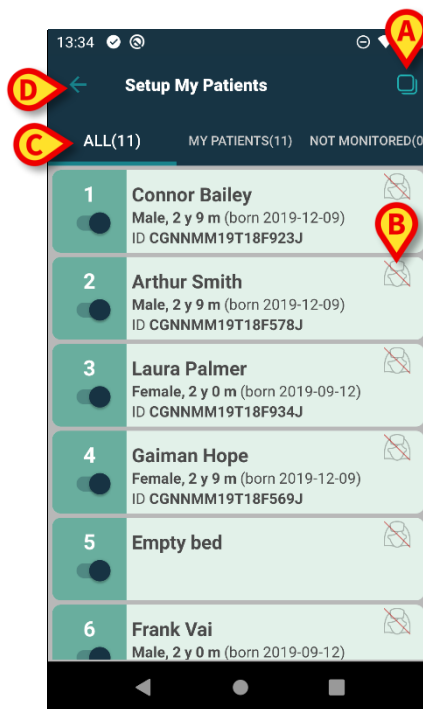 A
13:34
D
Setup My Patients
C
ALL(11) MY PATIENTS(11) NOT MONITORED(0
1
Connor Bailey
Male, 2 y 9 m (born 2019-12-09)
ID CGNNMM19T18F923J
B
2
Arthur Smith
Male, 2 y 9 m (born 2019-12-09)
ID CGNNMM19T18F578J
3
Laura Palmer
Female, 2 y 0 m (born 2019-09-12)
ID CGNNMM19T18F934J
4
Gaiman Hope
Female, 2 y 9 m (born 2019-12-09)
ID CGNNMM19T18F569J
5
Empty bed
6
Frank Vai
Male, 2 y 0 m (born 2019-09-12)